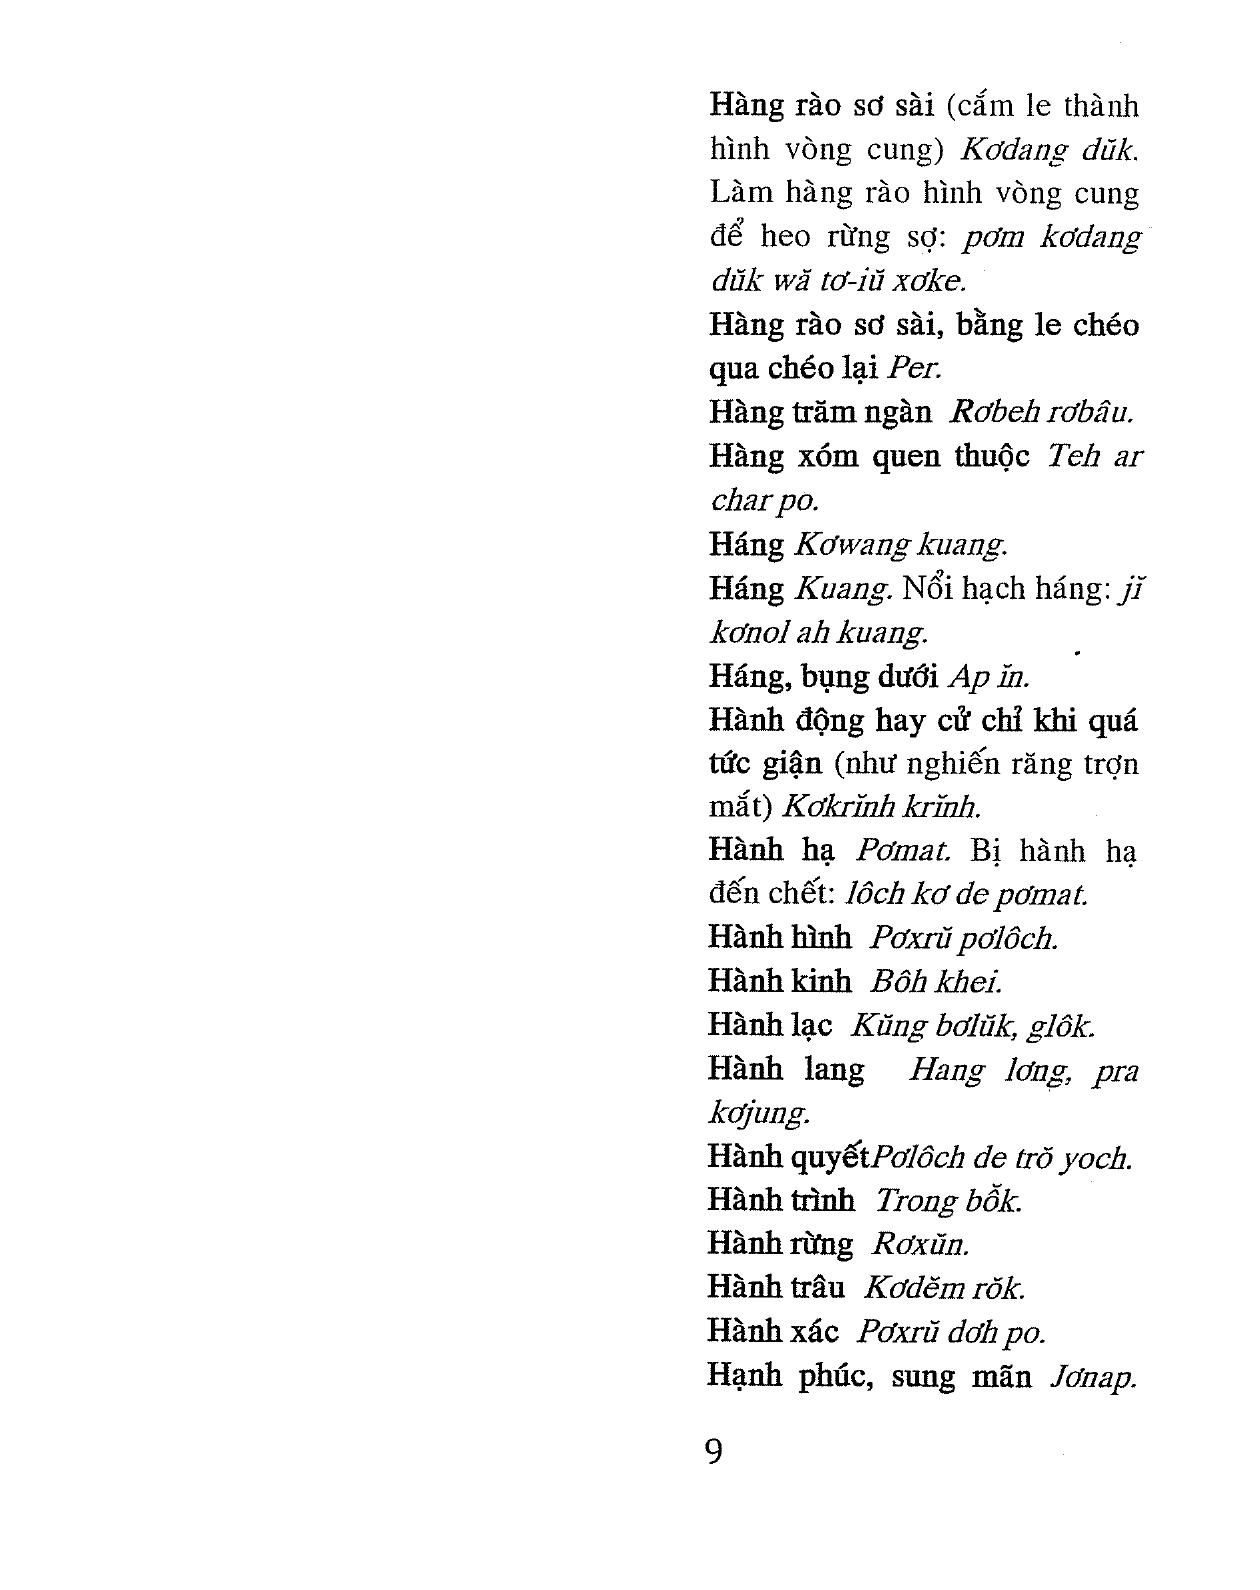 Hàng rào sơ sài (cắm le thành
hình vòng cung) Kơdang dŭk.
Làm hàng rào hình vòng cung
để heo rừng sợ: pơm kơdang
dŭk wă tơ-iŭ xơke.
Hàng rào sơ sài, bằng le chéo
qua chéo lại Per.
Hàng trăm ngàn Rơbeh rơbâu.
Hàng xóm quen thuộc Teh ar
char po.
Háng Kơwang kuang.
Háng Kuang. Nổi hạch háng: jĭ
kơnol ah kuang.
Háng, bụng dưới Ap ĭn.
Hành động hay cử chỉ khi quá
tức giận (như nghiến răng trợn
mắt) Kơkrĭnh krĭnh.
Hành hạ Pơmat. Bị hành hạ
đến chết: lôch kơ de pơmat.
Hành hình Pơxrŭ pơlôch.
Hành kinh Bôh khei.
Hành lạc Kŭng bơlŭk, glôk.
Hành lang Hang lơng, pra
kơjung.
Hành quyết Pơlôch de trŏ yoch.
Hành trình Trong bô̆k.
Hành rừng Rơxŭn.
Hành trâu Kơdĕm rŏk.
Hành xác Pơxrŭ dơh po.
Hạnh phúc, sung mãn Jơnap.
9